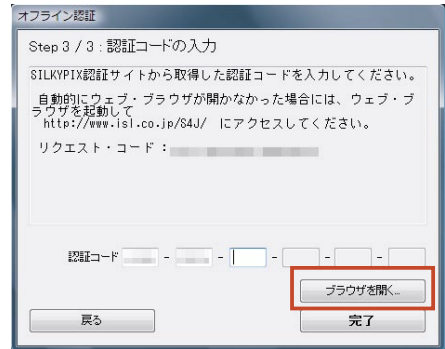 オフライン認証
Step 3 / 3 : 認証コードの入力
SILKYPIX認証サイトから取得した認証コードを入力してください。
自動的にウェブ・ブラウザが開かなかった場合には、ウェブ・ブ
ラウザを起動して
http://www.isl.co.jp/S4J/ にアクセスしてください。
リクエスト・コード :
認証コード - - - - -
ブラウザを開く...
戻る 完了